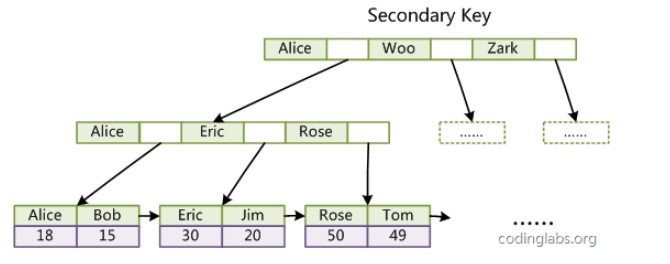 Secondary Key
Alice Woo Zark
Alice Eric Rose ...... ......
Alice Bob Eric Jim Rose Tom
18 15 30 20 50 49
......
codinglabs.org